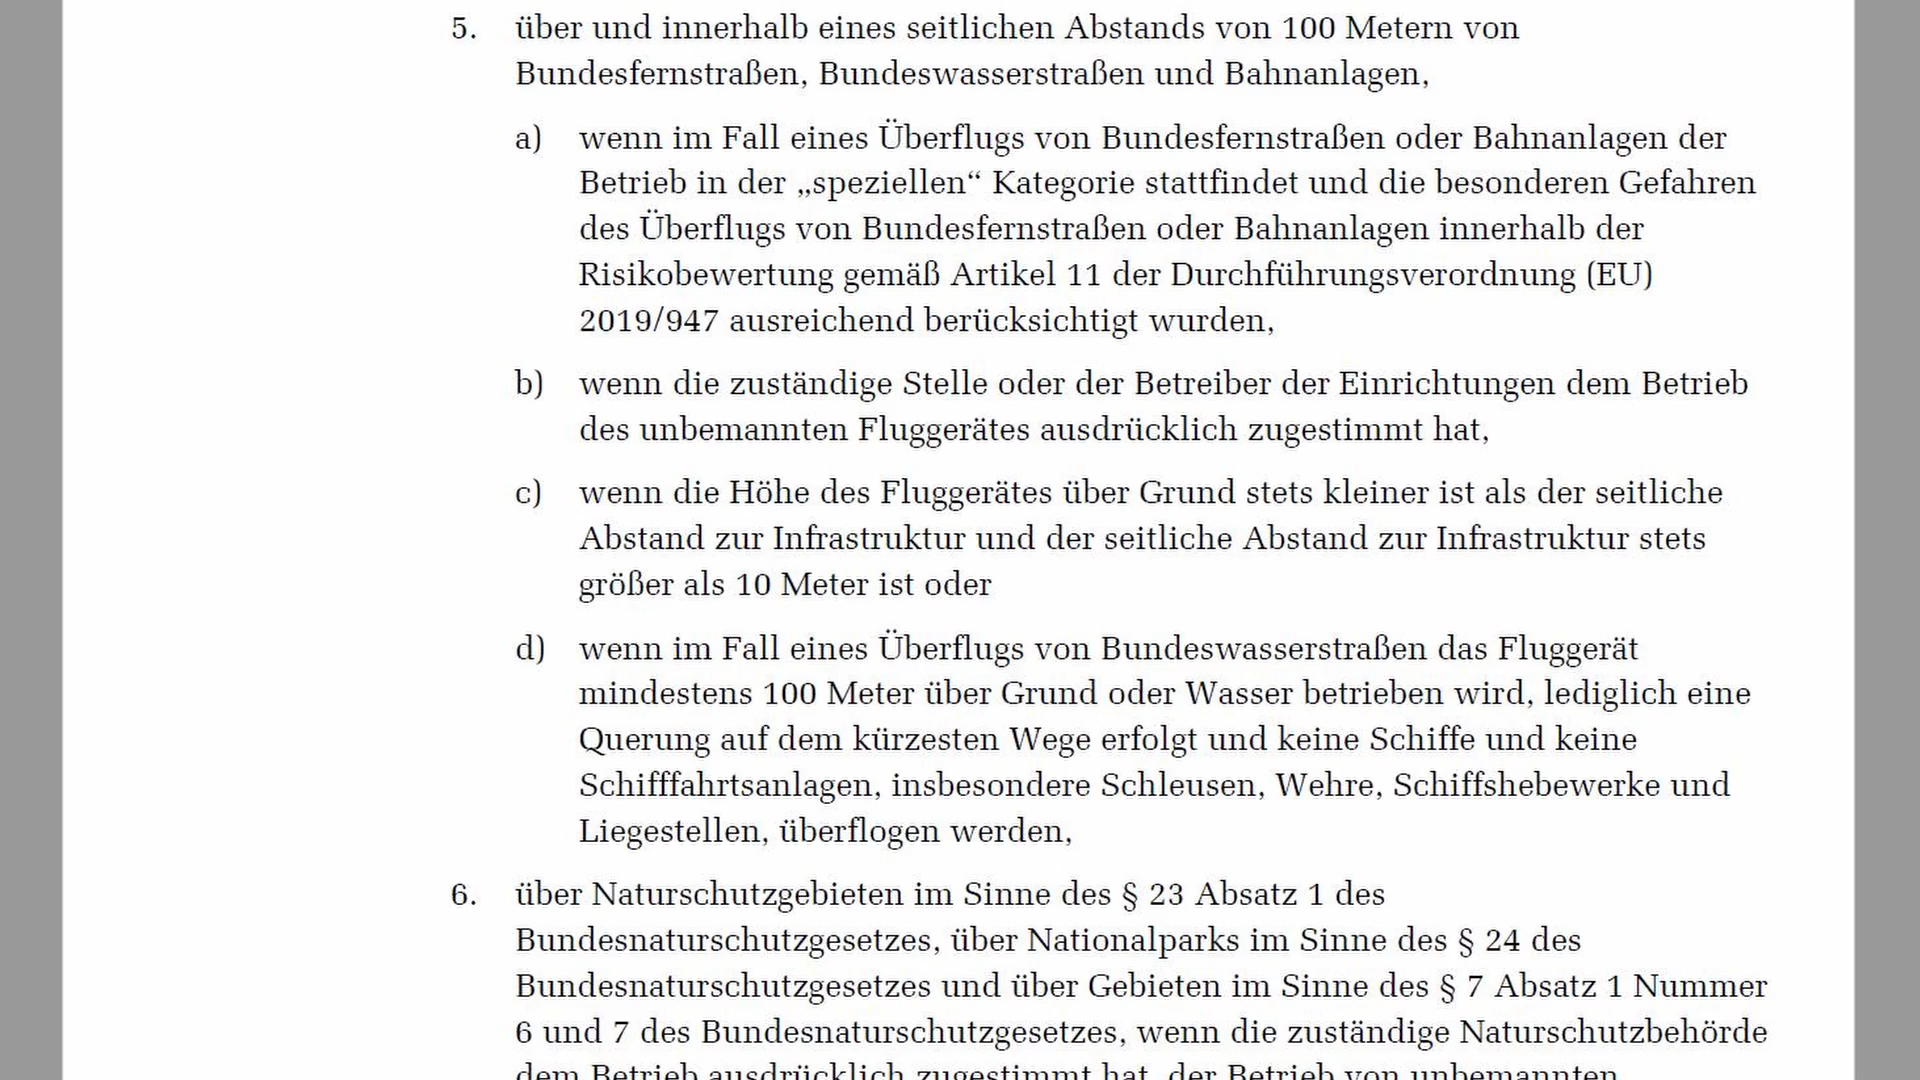 5. über und innerhalb eines seitlichen Abstands von 100 Metern von
Bundesfernstraßen, Bundeswasserstraßen und Bahnanlagen,
a) wenn im Fall eines Überflugs von Bundesfernstraßen oder Bahnanlagen der
Betrieb in der „speziellen“ Kategorie stattfindet und die besonderen Gefahren
des Überflugs von Bundesfernstraßen oder Bahnanlagen innerhalb der
Risikobewertung gemäß Artikel 11 der Durchführungsverordnung (EU)
2019/947 ausreichend berücksichtigt wurden,
b) wenn die zuständige Stelle oder der Betreiber der Einrichtungen dem Betrieb
des unbemannten Fluggerätes ausdrücklich zugestimmt hat,
c) wenn die Höhe des Fluggerätes über Grund stets kleiner ist als der seitliche
Abstand zur Infrastruktur und der seitliche Abstand zur Infrastruktur stets
größer als 10 Meter ist oder
d) wenn im Fall eines Überflugs von Bundeswasserstraßen das Fluggerät
mindestens 100 Meter über Grund oder Wasser betrieben wird, lediglich eine
Querung auf dem kürzesten Wege erfolgt und keine Schiffe und keine
Schifffahrtsanlagen, insbesondere Schleusen, Wehre, Schiffshebewerke und
Liegestellen, überflogen werden,
6. über Naturschutzgebieten im Sinne des § 23 Absatz 1 des
Bundesnaturschutzgesetzes, über Nationalparks im Sinne des § 24 des
Bundesnaturschutzgesetzes und über Gebieten im Sinne des § 7 Absatz 1 Nummer
6 und 7 des Bundesnaturschutzgesetzes, wenn die zuständige Naturschutzbehörde
dem Betrieb ausdrücklich zugestimmt hat, der Betrieb von unbemannten